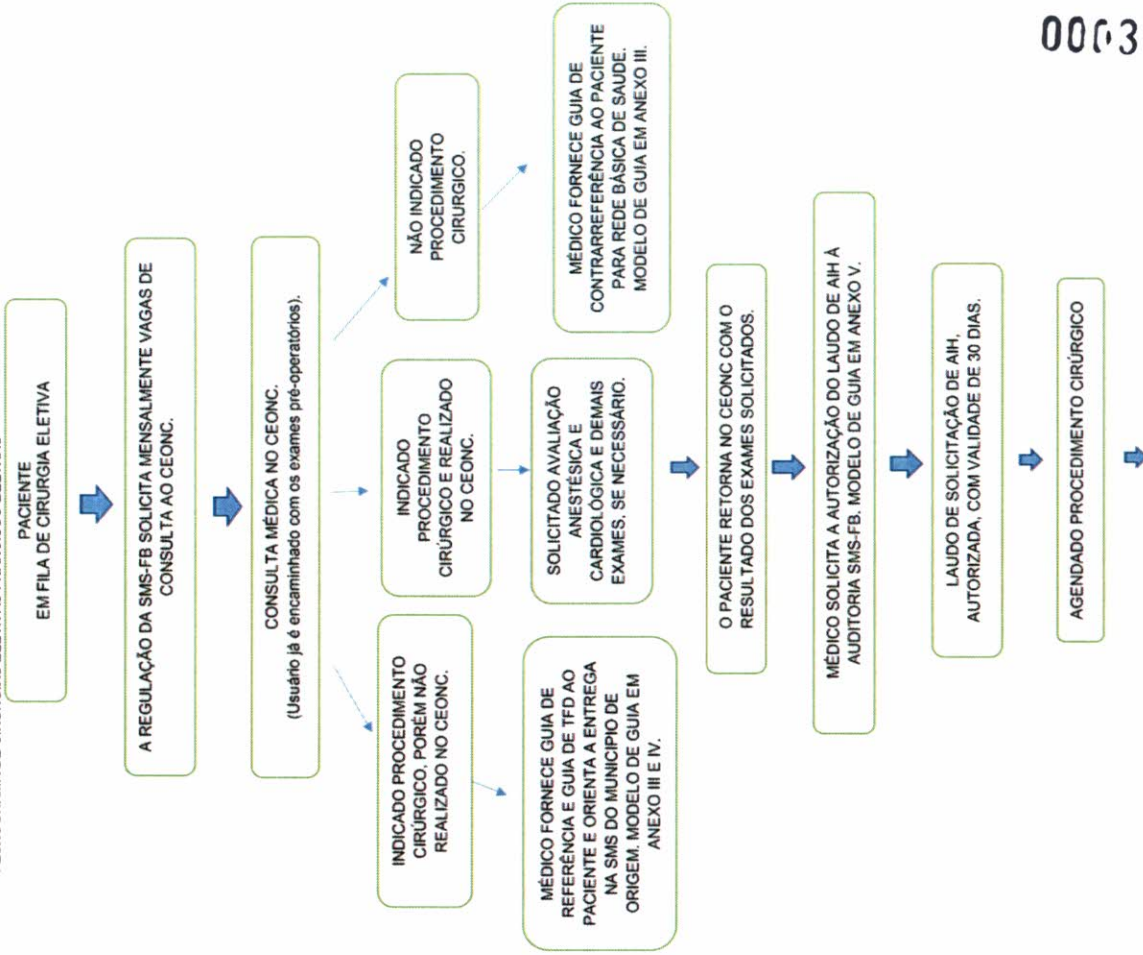 PACIENTE
EM FILA DE CIRURGIA ELETIVA
A REGULAÇÃO DA SMS-FB SOLICITA MENSALMENTE VAGAS DE
CONSULTA AO CEONC.
CONSULTA MÉDICA NO CEONC.
(Usuário já é encaminhado com os exames pré-operatórios).
INDICADO PROCEDIMENTO
CIRÚRGICO, PORÉM NÃO
REALIZADO NO CEONC.
INDICADO
PROCEDIMENTO
CIRÚRGICO E REALIZADO
NO CEONC.
NÃO INDICADO
PROCEDIMENTO
CIRURGICO.
MÉDICO FORNECE GUIA DE
REFERÊNCIA E GUIA DE TFD AO
PACIENTE E ORIENTA A ENTREGA
NA SMS DO MUNICIPIO DE
ORIGEM. MODELO DE GUIA EM
ANEXO III E IV.
SOLICITADO AVALIAÇÃO
ANESTÉSICA E
CARDIOLÓGICA E DEMAIS
EXAMES, SE NECESSÁRIO.
MÉDICO FORNECE GUIA DE
CONTRARREFERÊNCIA AO PACIENTE
PARA REDE BÁSICA DE SAUDE.
MODELO DE GUIA EM ANEXO III.
O PACIENTE RETORNA NO CEONC COM O
RESULTADO DOS EXAMES SOLICITADOS.
MÉDICO SOLICITA A AUTORIZAÇÃO DO LAUDO DE AIH À
AUDITORIA SMS-FB. MODELO DE GUIA EM ANEXO V.
LAUDO DE SOLICITAÇÃO DE AIH,
AUTORIZADA, COM VALIDADE DE 30 DIAS.
AGENDADO PROCEDIMENTO CIRÚRGICO